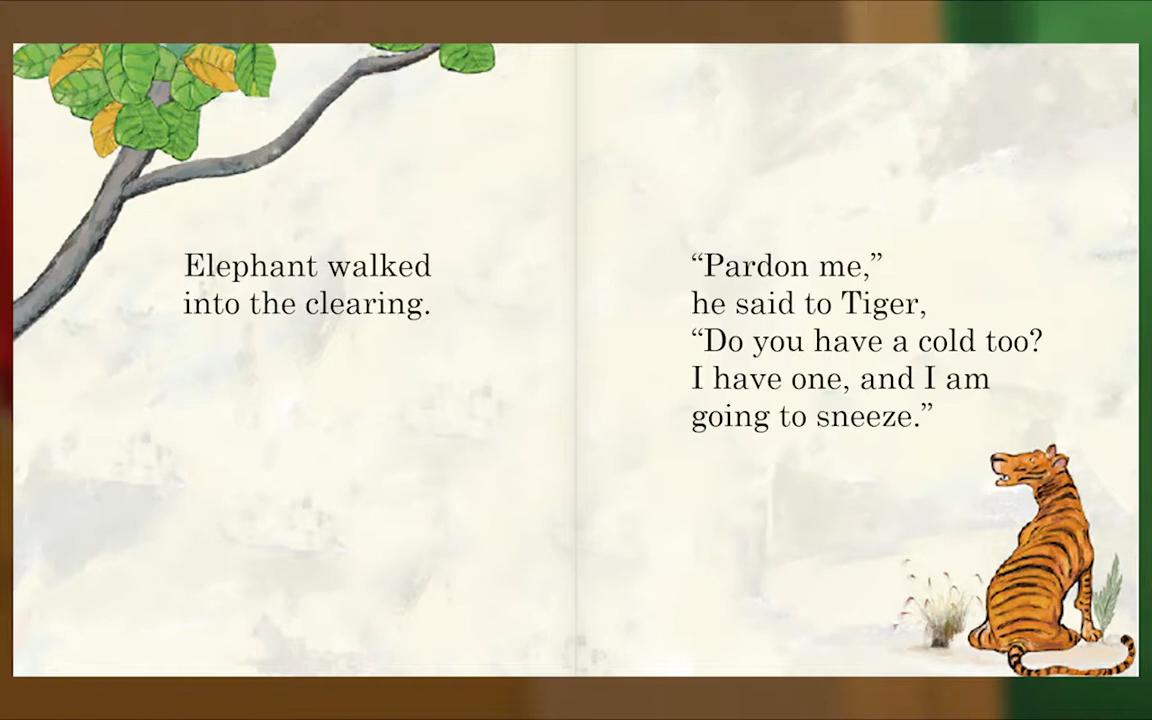 Elephant walked
into the clearing.
“Pardon me,”
he said to Tiger,
“Do you have a cold too?
I have one, and I am
going to sneeze.”